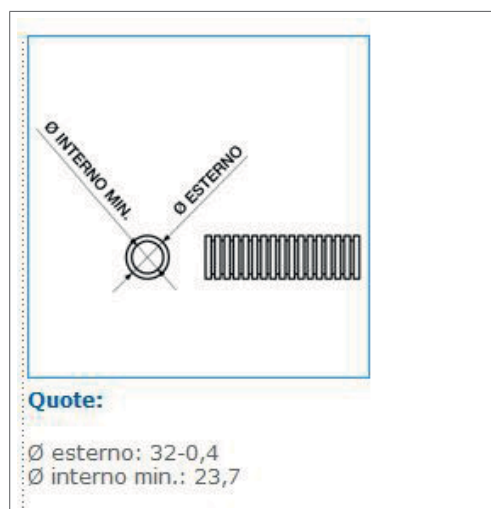 Ø INTERNO MIN.
Ø ESTERNO
Quote:
Ø esterno: 32-0,4
Ø interno min.: 23,7